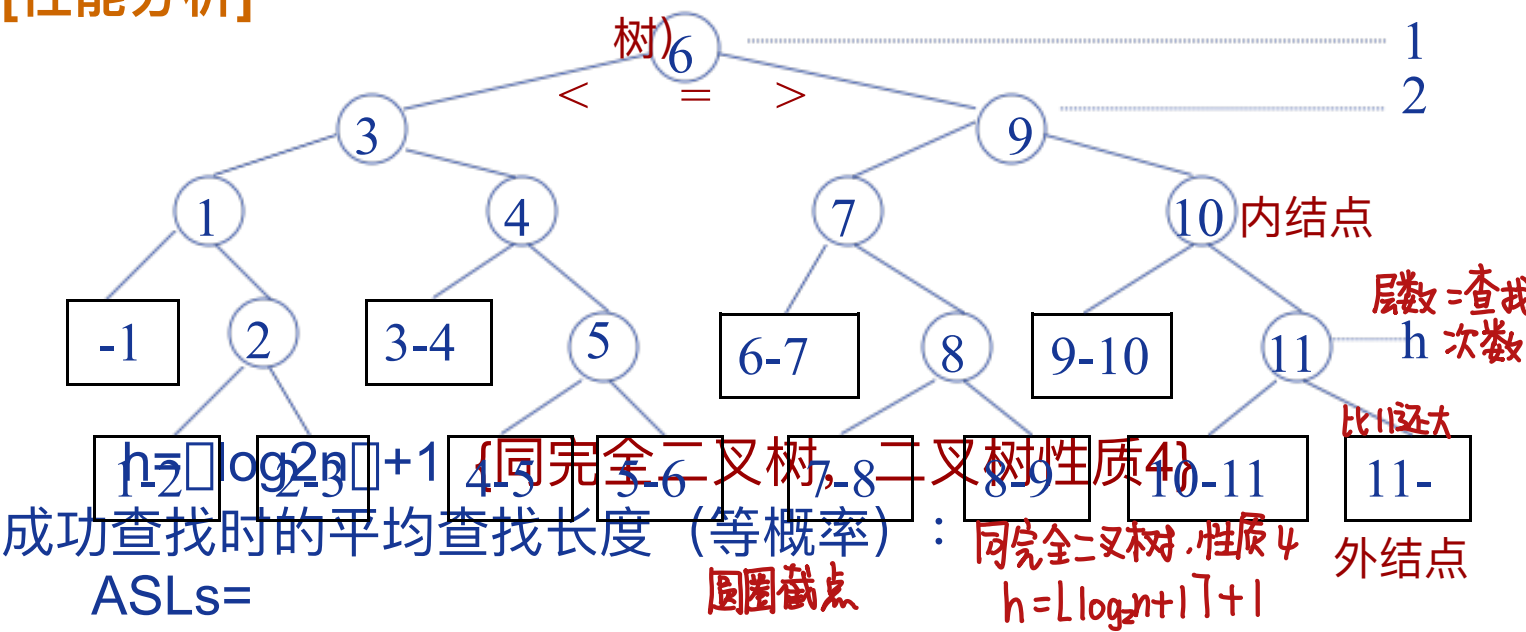 [性能分析]
树)
6
1
<
=
>
2
3
9
1
4
7
10
内结点
层数=查找
次数
-1
2
3-4
5
6-7
8
9-10
11
h
比11还大
1-2
2-3
4-5
5-6
7-8
8-9
10-11
11-
h=⌷log2n⌷+1 {同完全二叉树,二叉树性质4}
成功查找时的平均查找长度(等概率):
同完全二叉树,性质4
外结点
ASLs=
h=⌊log₂n+1⌉+1